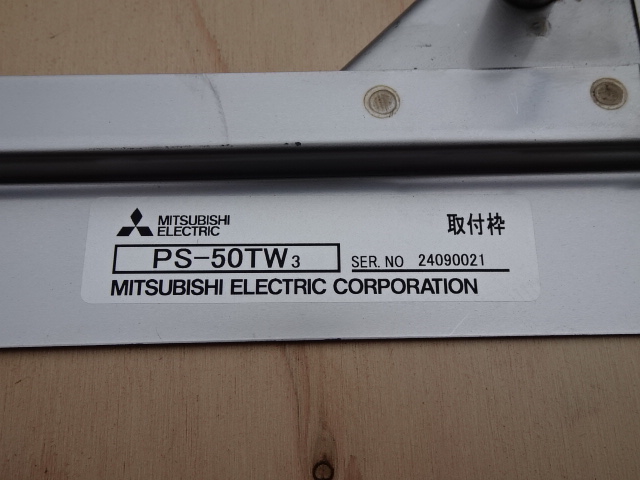 MITSUBISHI
ELECTRIC
取付枠
PS-50TW3
SER. NO 24090021
MITSUBISHI ELECTRIC CORPORATION